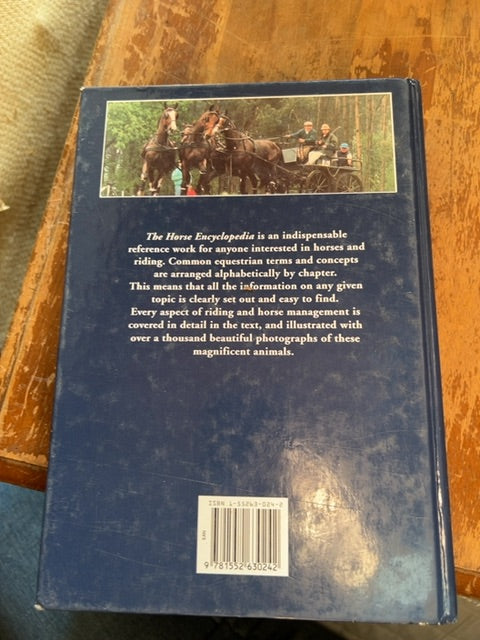 The Horse Encyclopedia is an indispensable
reference work for anyone interested in horses and
riding. Common equestrian terms and concepts
are arranged alphabetically by chapter.
This means that all the information on any given
topic is clearly set out and easy to find.
Every aspect of riding and horse management is
covered in detail in the text, and illustrated with
over a thousand beautiful photographs of these
magnificent animals.
ISBN 1-55263-024-2
9 781552 630242